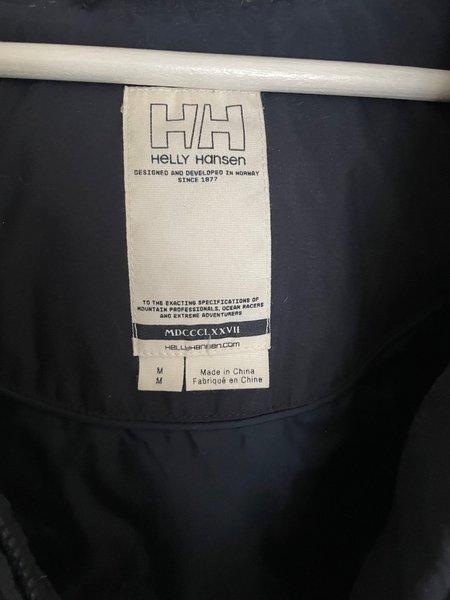 HH
Helly Hansen
DESIGNED AND DEVELOPED IN NORWAY
SINCE 1877
TO THE EXACTING SPECIFICATIONS OF
MOUNTAIN PROFESSIONALS, OCEAN RACERS
AND EXTREME ADVENTURERS
MDCCCLXXVII
HELLYHANSEN.COM
M Made in China
M Fabriqué en Chine